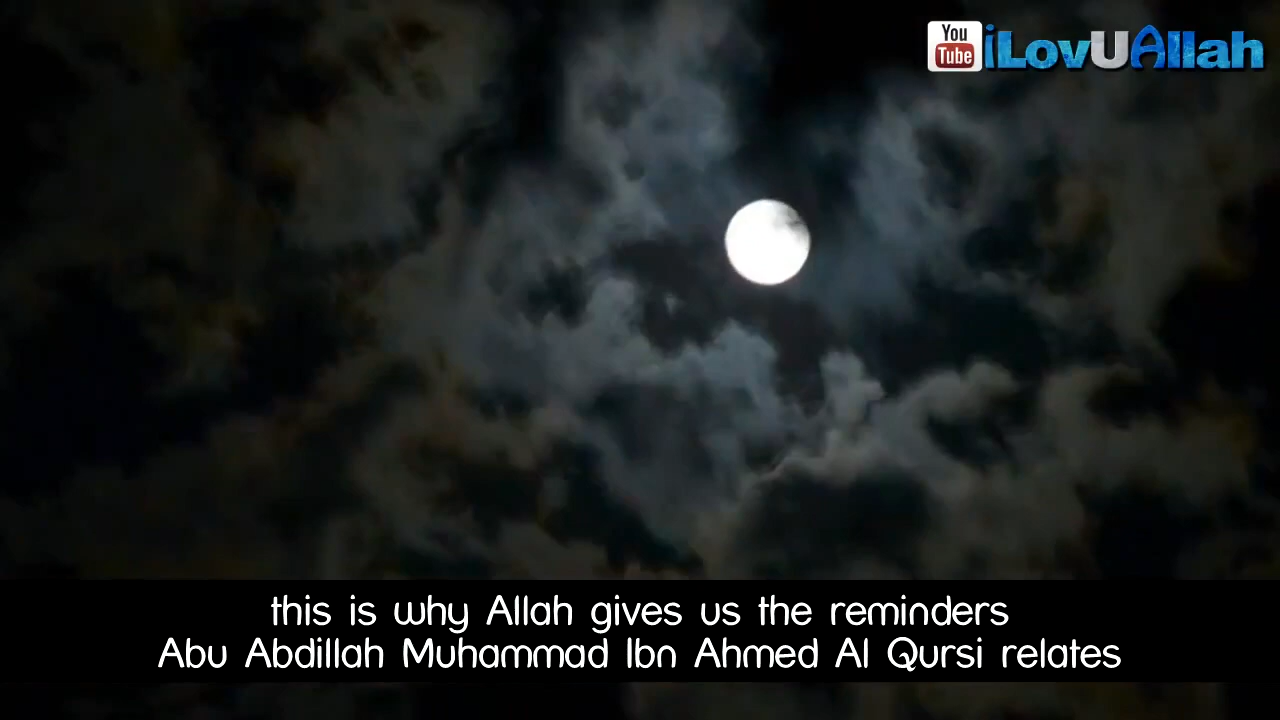 You
Tube
iLovUAllah
this is why Allah gives us the reminders
Abu Abdillah Muhammad Ibn Ahmed Al Qursi relates